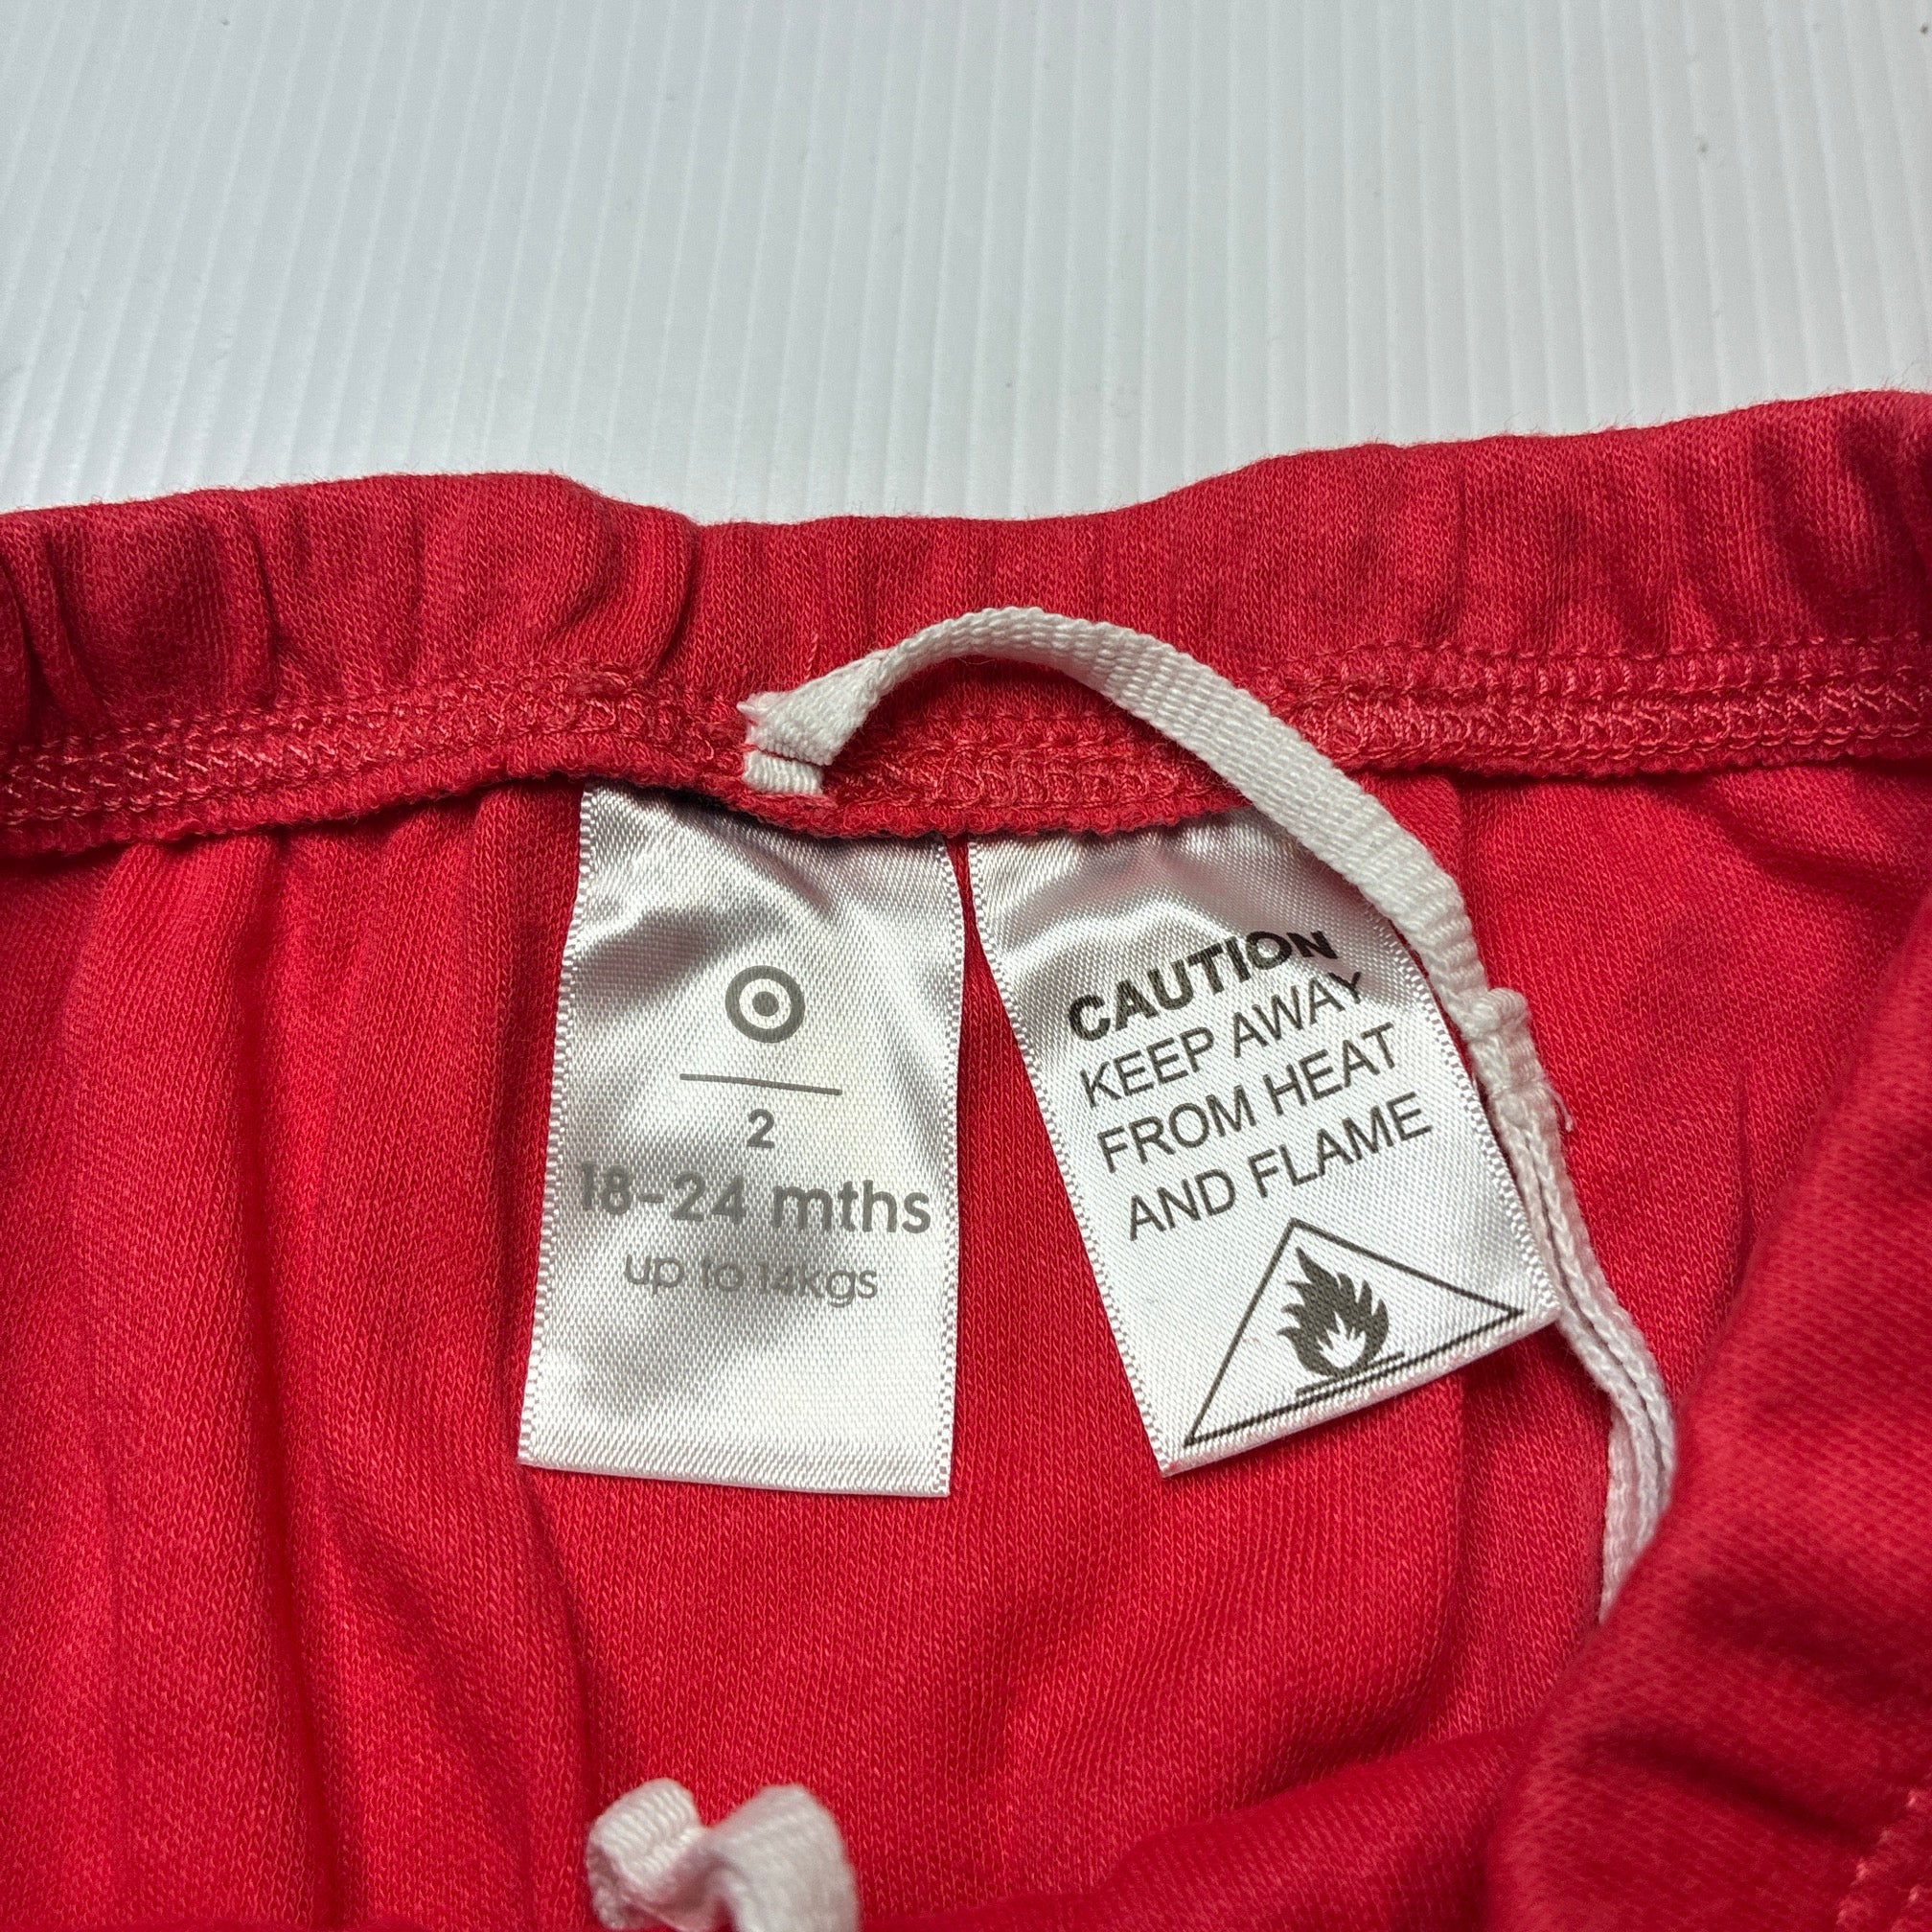 2
18-24 mths
up to 14kgs
CAUTION
KEEP AWAY
FROM HEAT
AND FLAME